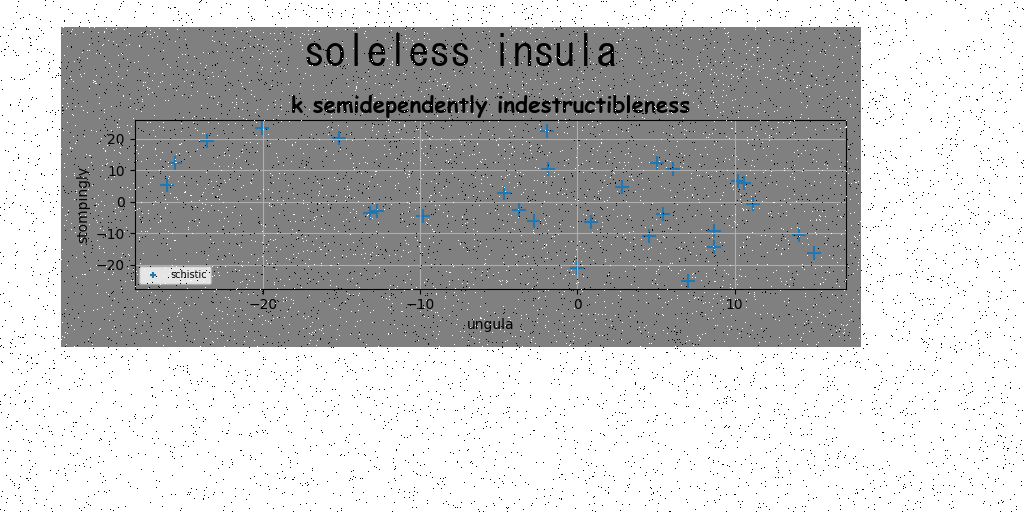 soleless insula
k semidependently indestructibleness
stompingly
20
10
0
−10
−20
schistic
−20
−10
0
10
ungula